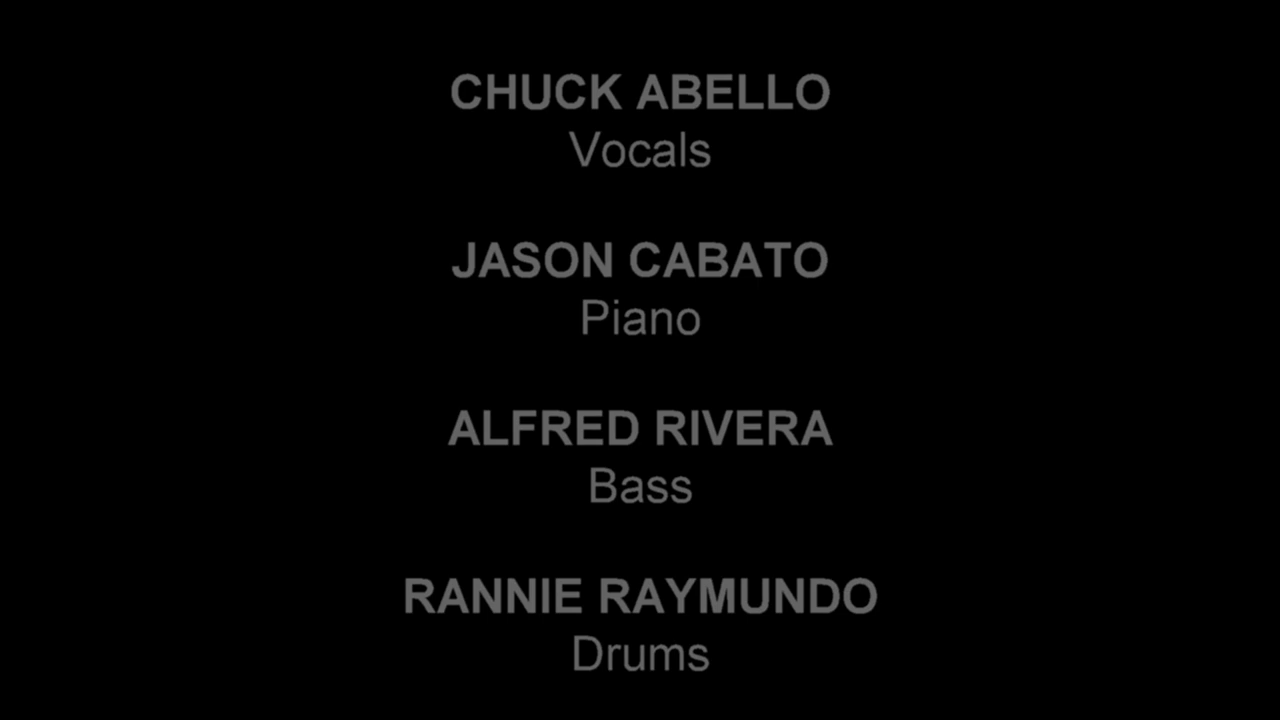 CHUCK ABELLO
Vocals
JASON CABATO
Piano
ALFRED RIVERA
Bass
RANNIE RAYMUNDO
Drums